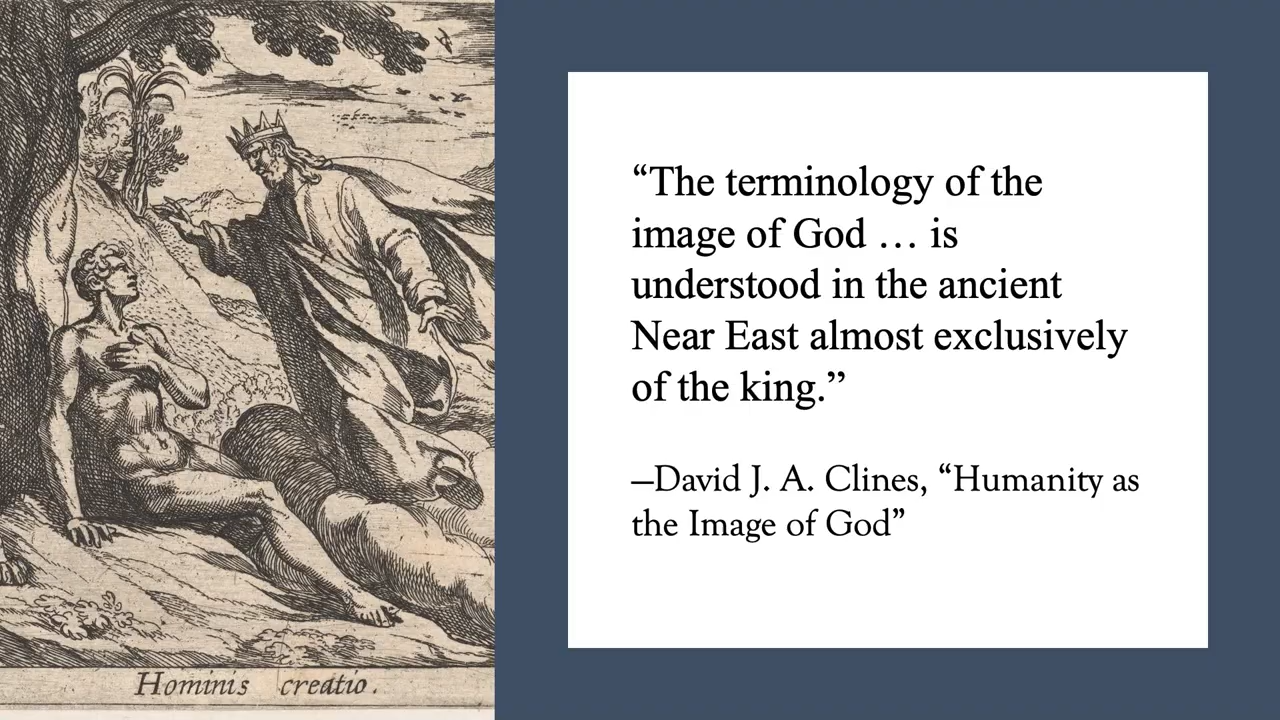 “The terminology of the
image of God … is
understood in the ancient
Near East almost exclusively
of the king.”
—David J. A. Clines, “Humanity as
the Image of God”
Hominis creatio.